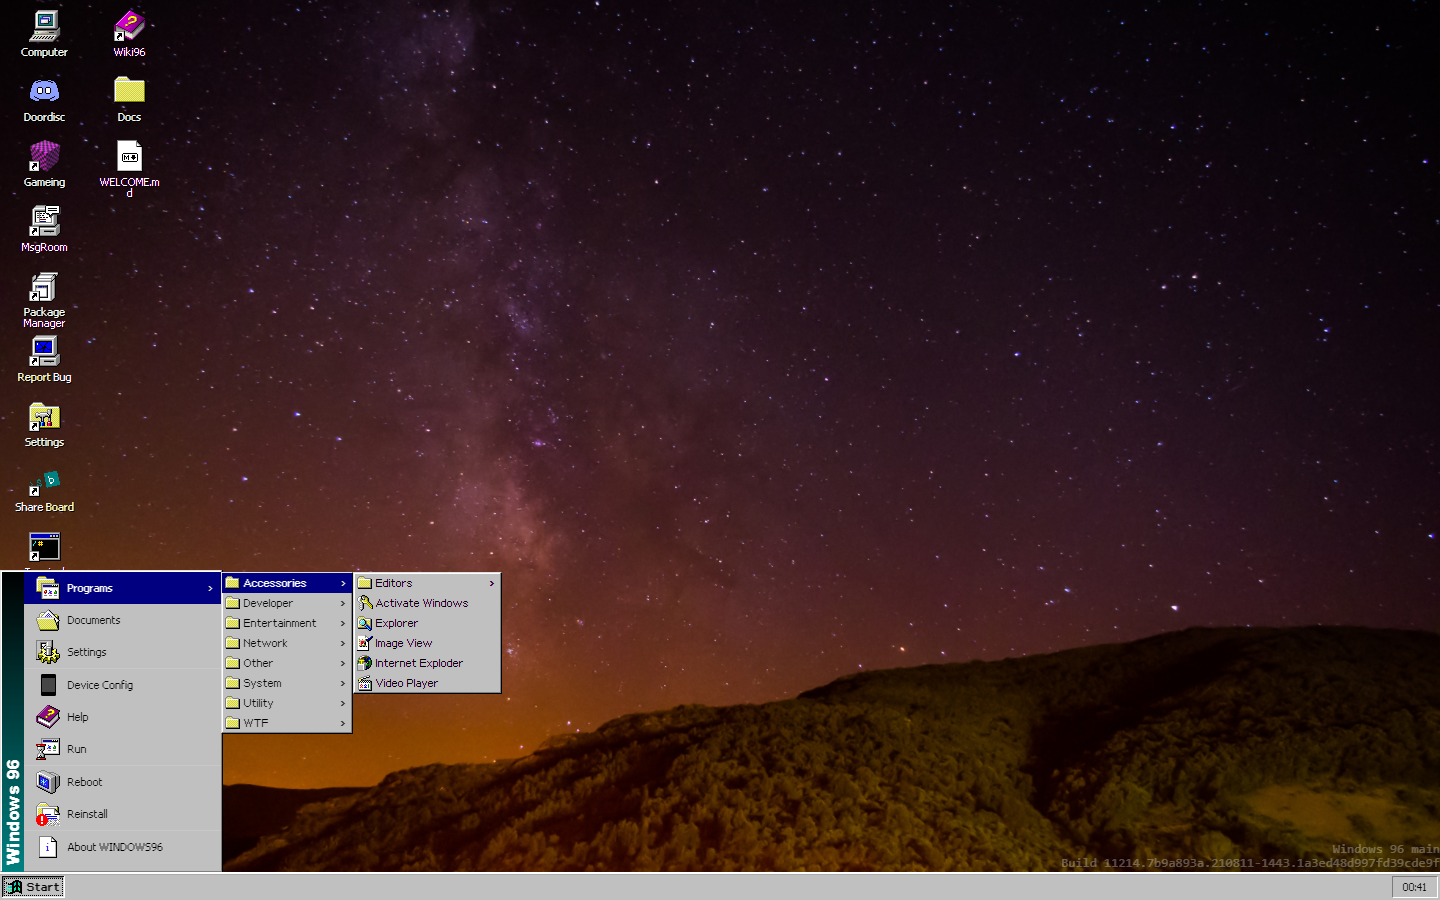 Computer
Wiki96
Doordisc
Docs
Gameing
WELCOME.m
d
MsgRoom
Package
Manager
Report Bug
Settings
Share Board
Programs
Documents
Settings
Device Config
Help
Run
Reboot
Reinstall
About WINDOWS96
Windows 96
Accessories
Developer
Entertainment
Network
Other
System
Utility
WTF
Editors
Activate Windows
Explorer
Image View
Internet Exploder
Video Player
Windows 96 main
Build 11214.7b9a893a.210811-1443.1a3ed48d997fd39cde9f
Start
00:41